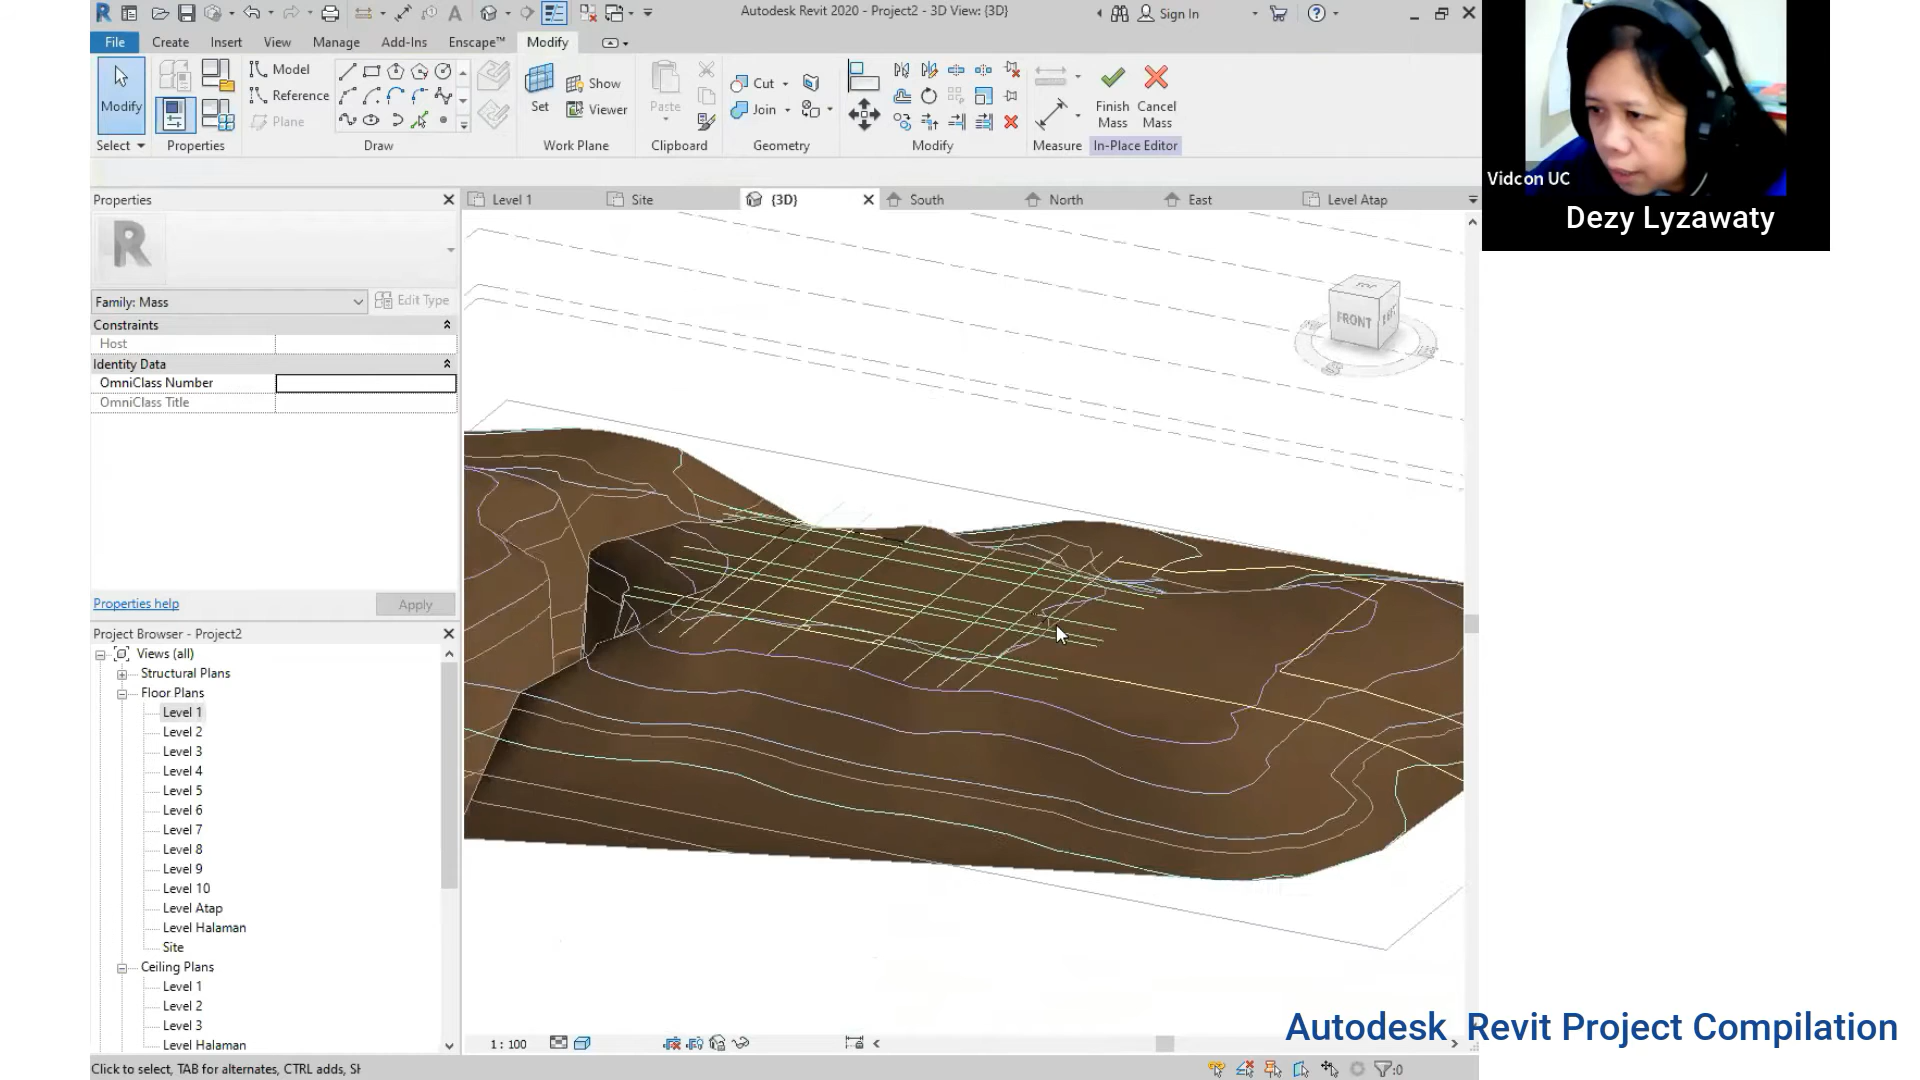 Autodesk Revit 2020 - Project2 - 3D View: {3D}
Sign In
File
Create
Insert
View
Manage
Add-Ins
Enscape™
Modify
Modify
Model
Reference
Plane
Set
Show
Viewer
Paste
Cut
Join
Finish
Mass
Cancel
Mass
Select
Properties
Draw
Work Plane
Clipboard
Geometry
Modify
Measure
In-Place Editor
Vidcon UC
Dezy Lyzawaty
Properties
Level 1
Site
{3D}
South
North
East
Level Atap
R
Family: Mass
Edit Type
Constraints
Host
Identity Data
OmniClass Number
OmniClass Title
FRONT
LEFT
TOP
Properties help
Apply
Project Browser - Project2
Views (all)
Structural Plans
Floor Plans
Level 1
Level 2
Level 3
Level 4
Level 5
Level 6
Level 7
Level 8
Level 9
Level 10
Level Atap
Level Halaman
Site
Ceiling Plans
Level 1
Level 2
Level 3
Level Halaman
1 : 100
Autodesk Revit Project Compilation
Click to select, TAB for alternates, CTRL adds, SH
:0